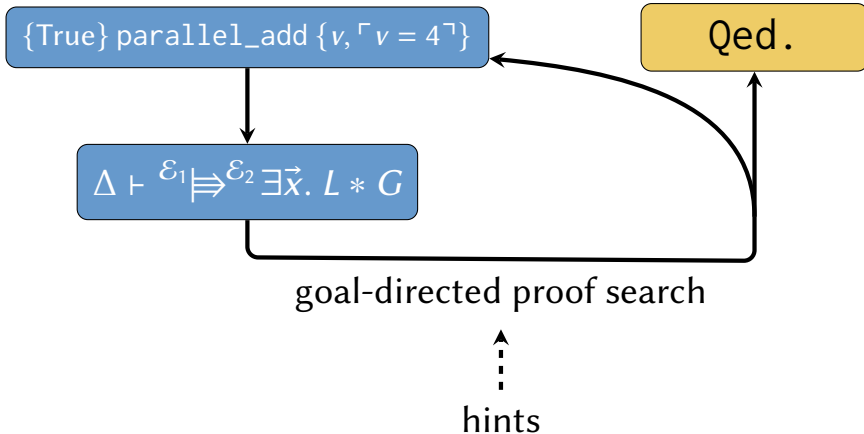 {True} parallel_add {v, ⌜v = 4⌝}
Qed.
Δ ⊢ ℰ₁|⇛ℰ₂ ∃x⃗. L ∗ G
goal-directed proof search
hints